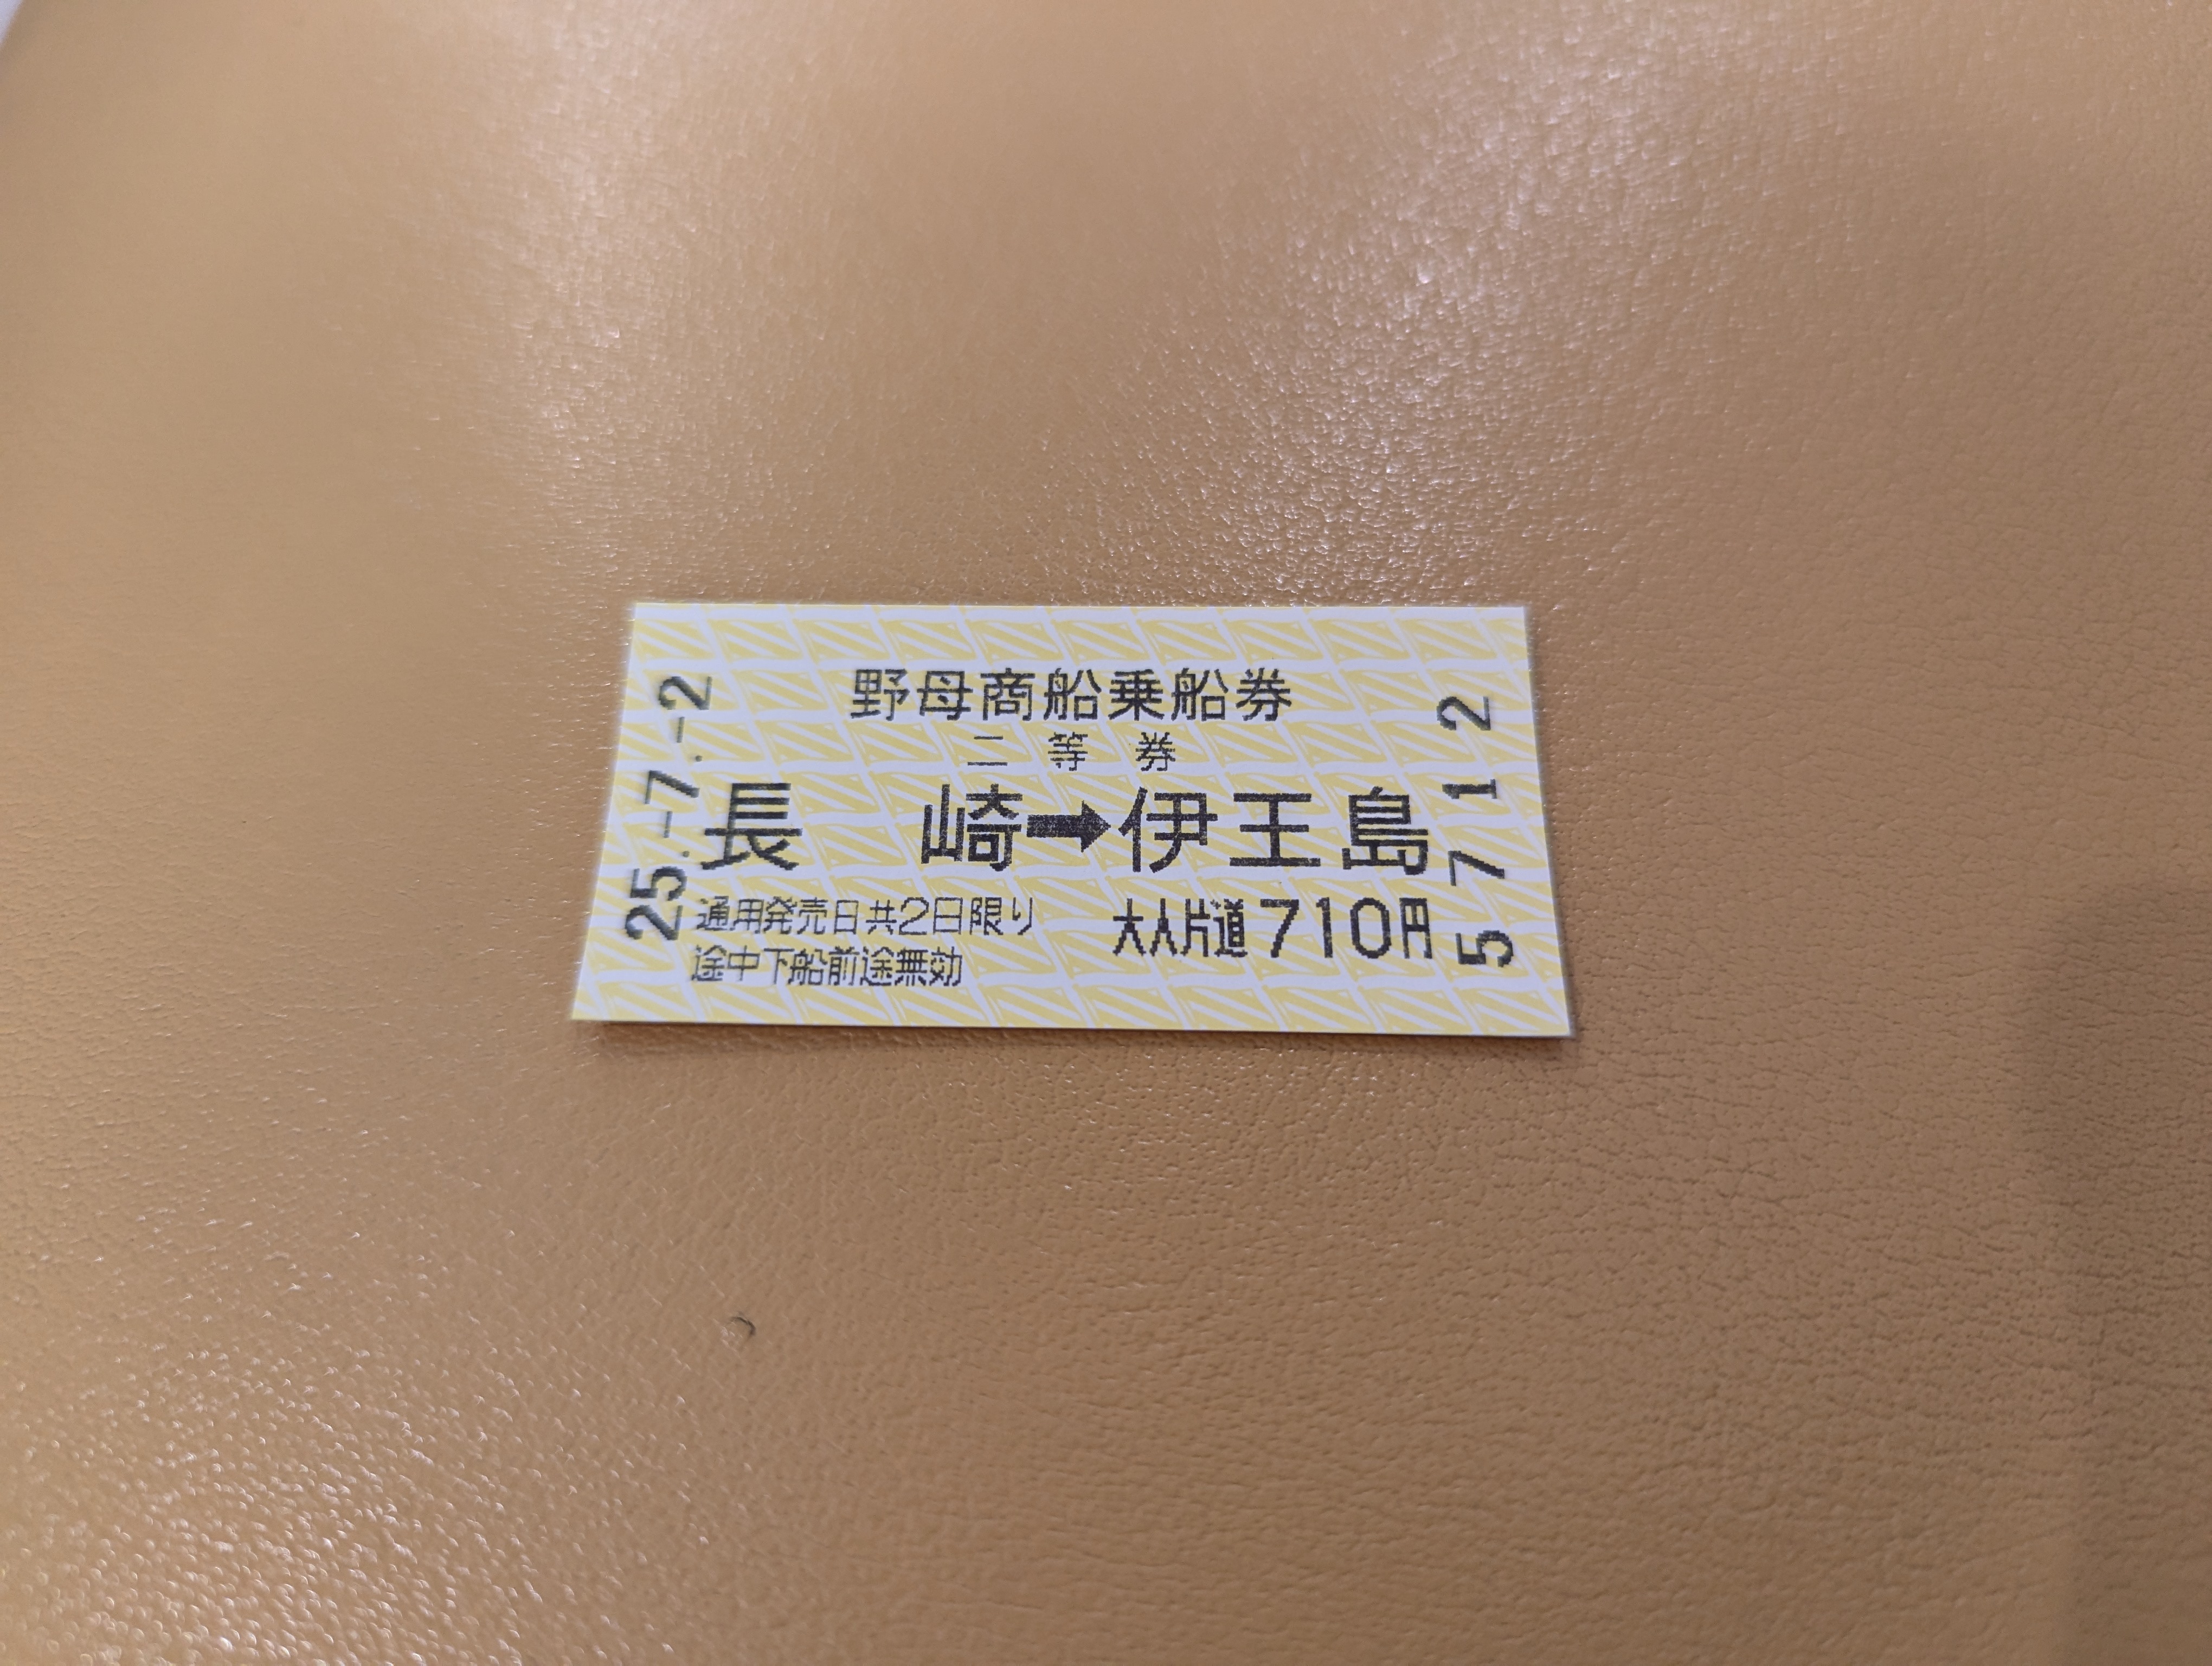 野母商船乗船券
二等券
長 崎➡伊王島
通用発売日共2日限り
大人片道710円
途中下船前途無効
25.-7.-2
5712